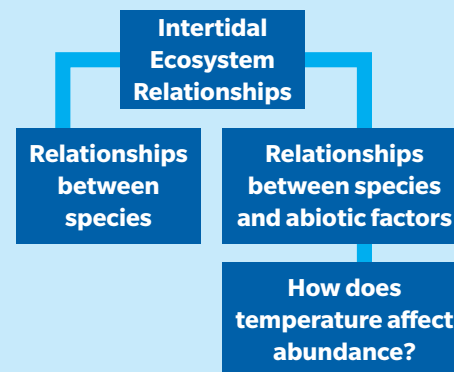 Intertidal
Ecosystem
Relationships
Relationships
between
species
Relationships
between species
and abiotic factors
How does
temperature affect
abundance?